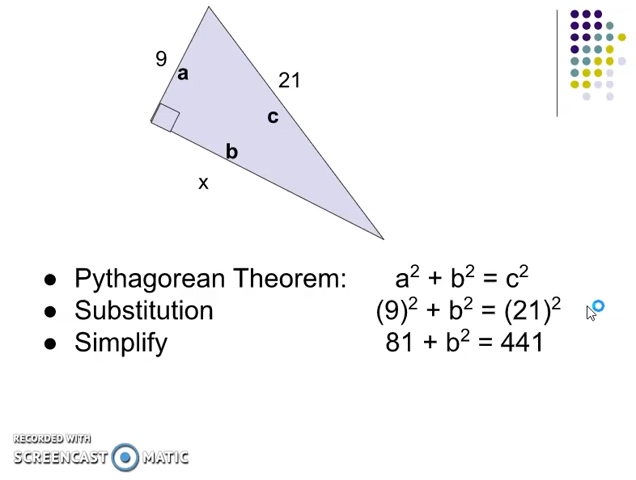 9
a
21
c
b
x
● Pythagorean Theorem: a² + b² = c²
● Substitution (9)² + b² = (21)²
● Simplify 81 + b² = 441
RECORDED WITH
SCREENCAST MATIC